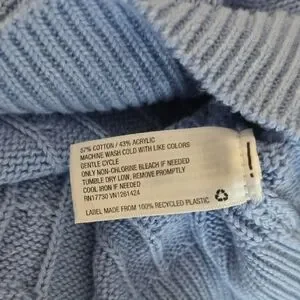 57% COTTON / 43% ACRYLIC
MACHINE WASH COLD WITH LIKE COLORS
GENTLE CYCLE
ONLY NON-CHLORINE BLEACH IF NEEDED
TUMBLE DRY LOW, REMOVE PROMPTLY
COOL IRON IF NEEDED
RN17730 VN1261424
LABEL MADE FROM 100% RECYCLED PLASTIC